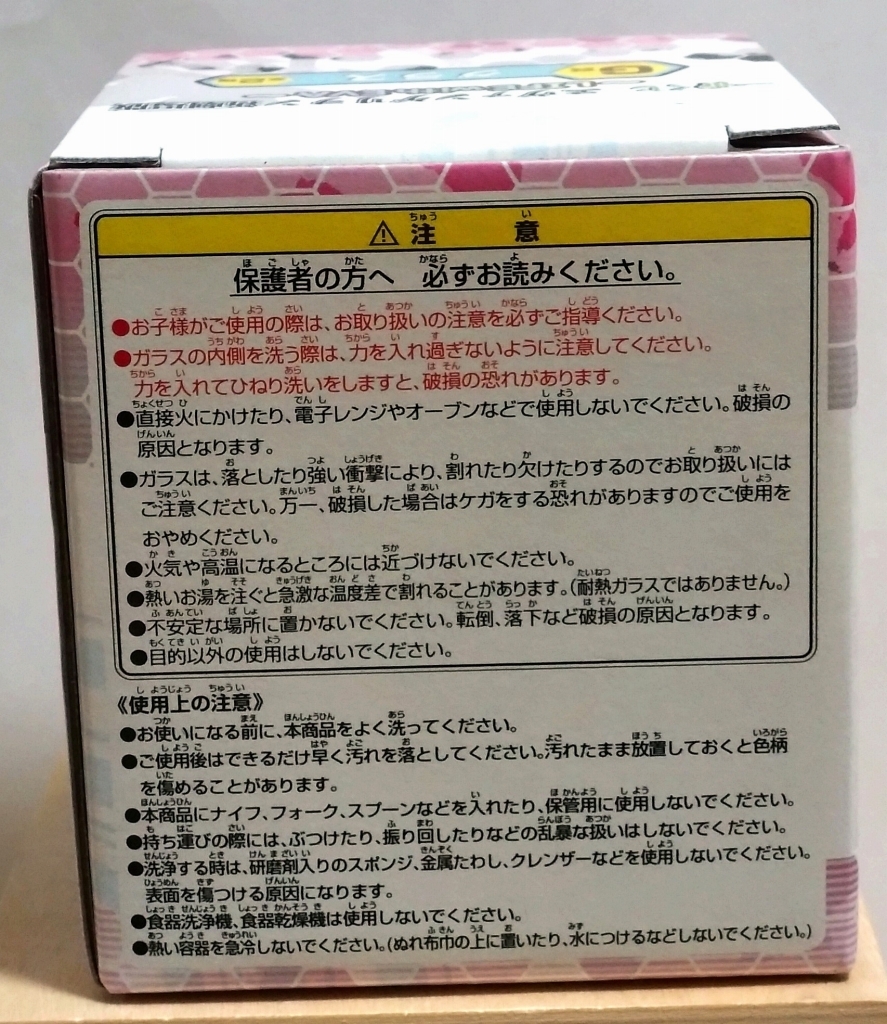 一番くじ エヴァンゲリオン新劇場版
G賞
グラス
全2種
⚠注 意
保護者の方へ 必ずお読みください。
●お子様がご使用の際は、お取り扱いの注意を必ずご指導ください。
●ガラスの内側を洗う際は、力を入れ過ぎないように注意してください。
力を入れてひねり洗いをしますと、破損の恐れがあります。
●直接火にかけたり、電子レンジやオーブンなどで使用しないでください。破損の
原因となります。
●ガラスは、落としたり強い衝撃により、割れたり欠けたりするのでお取り扱いには
ご注意ください。万一、破損した場合はケガをする恐れがありますのでご使用を
おやめください。
●火気や高温になるところには近づけないでください。
●熱いお湯を注ぐと急激な温度差で割れることがあります。(耐熱ガラスではありません。)
●不安定な場所に置かないでください。転倒、落下など破損の原因となります。
●目的以外の使用はしないでください。
《使用上の注意》
●お使いになる前に、本商品をよく洗ってください。
●ご使用後はできるだけ早く汚れを落としてください。汚れたまま放置しておくと色柄
を傷めることがあります。
●本商品にナイフ、フォーク、スプーンなどを入れたり、保管用に使用しないでください。
●持ち運びの際には、ぶつけたり、振り回したりなどの乱暴な扱いはしないでください。
●洗浄する時は、研磨剤入りのスポンジ、金属たわし、クレンザーなどを使用しないでください。
表面を傷つける原因になります。
●食器洗浄機、食器乾燥機は使用しないでください。
●熱い容器を急冷しないでください。(ぬれ布巾の上に置いたり、水につけるなどしないでください。)